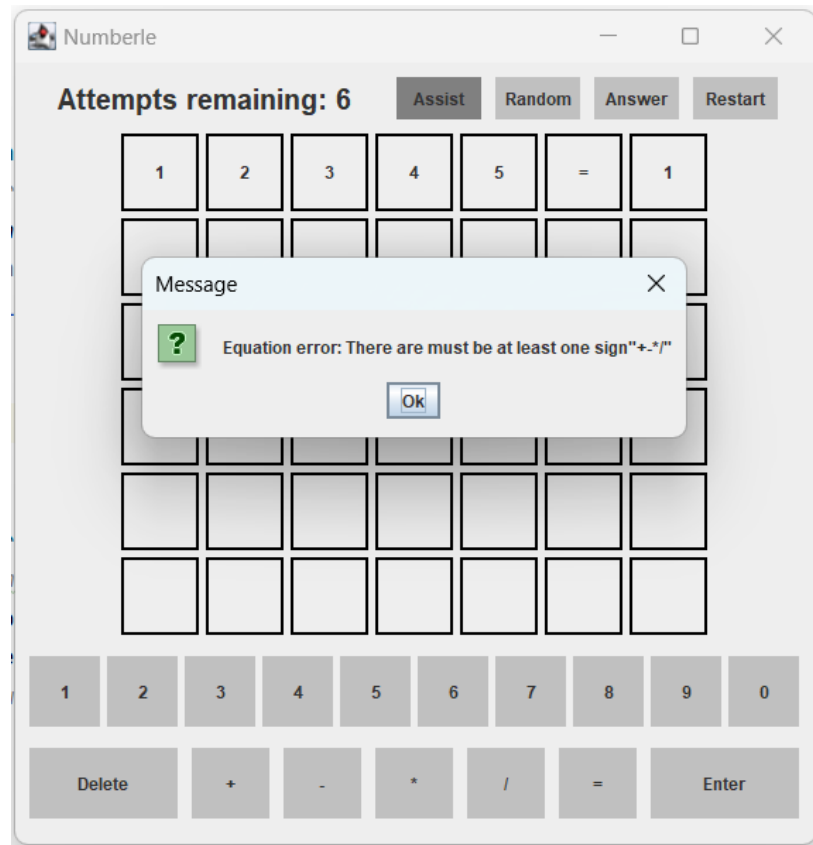 Numberle
Attempts remaining: 6 Assist Random Answer Restart
1 2 3 4 5 = 1
Message
? Equation error: There are must be at least one sign"+-*/"
Ok
1 2 3 4 5 6 7 8 9 0
Delete + - * / = Enter